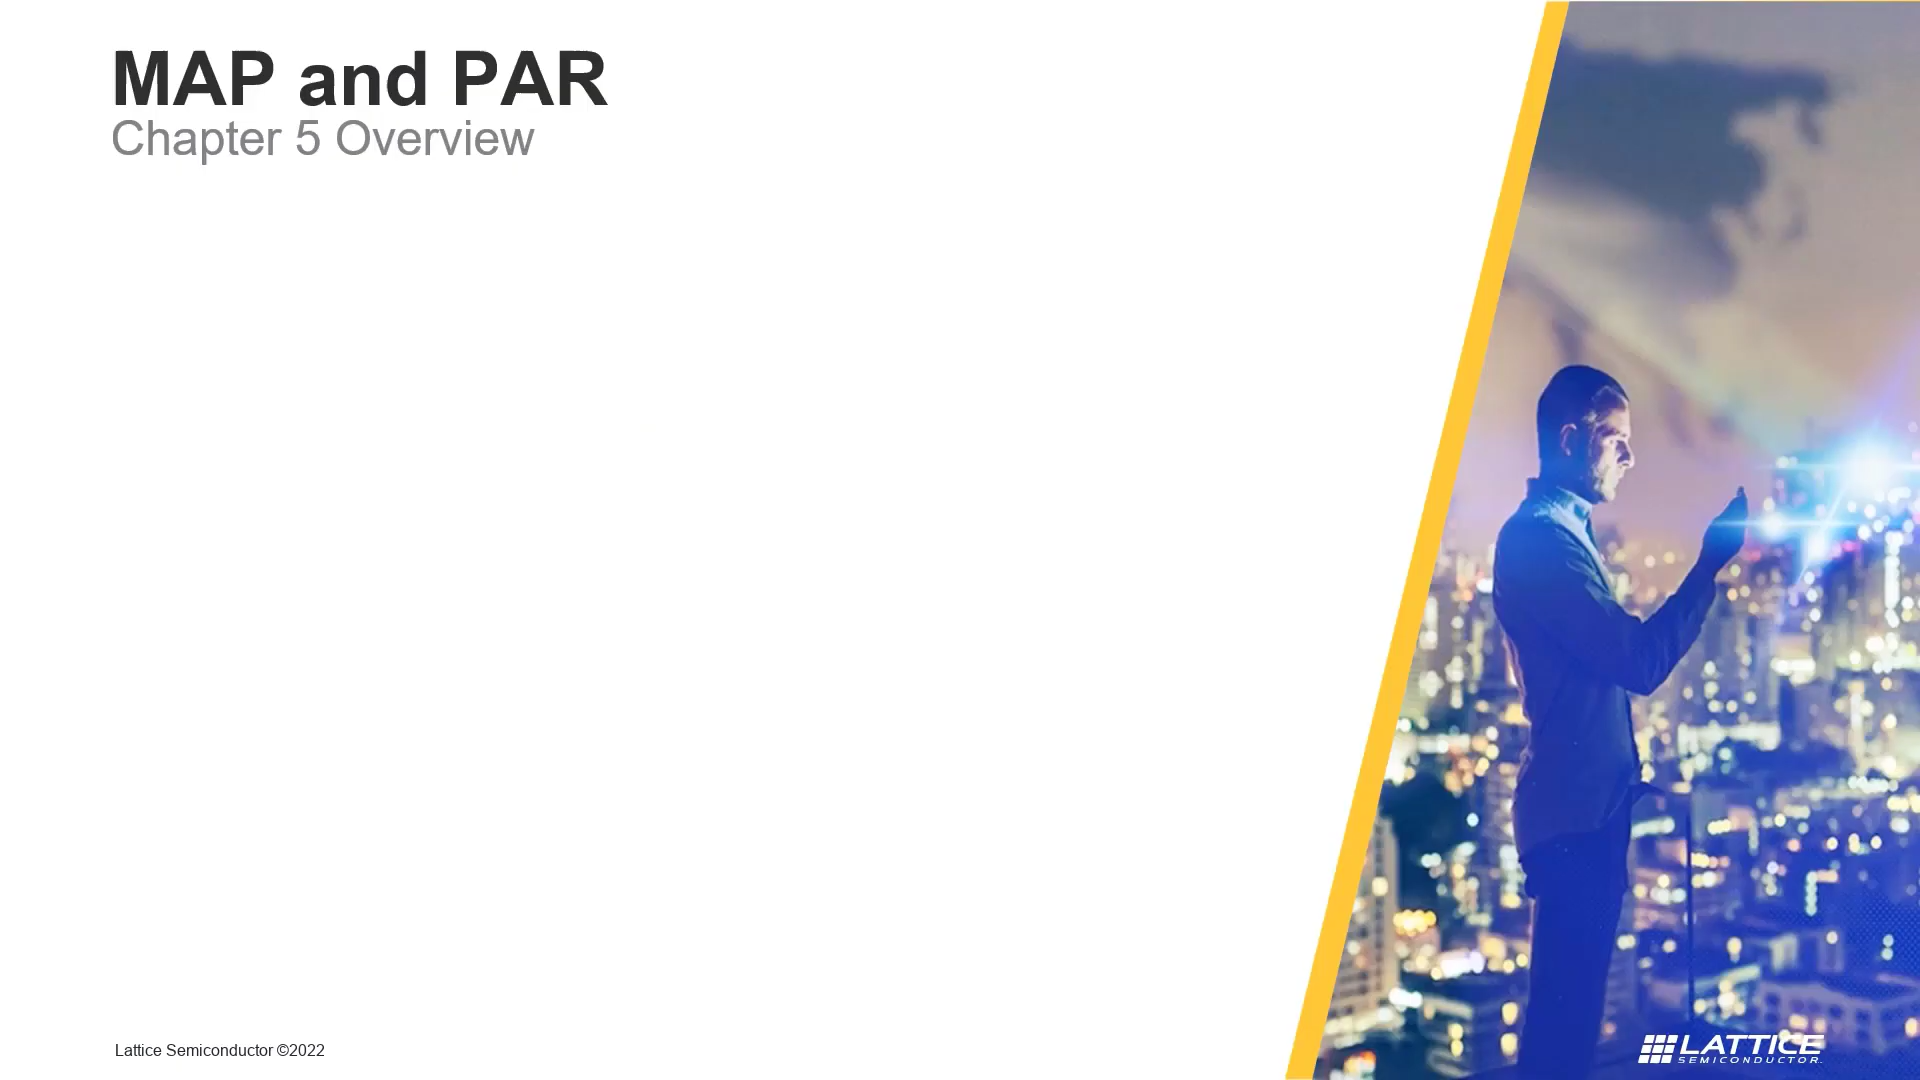 MAP and PAR
Chapter 5 Overview
Lattice Semiconductor ©2022
LATTICE
SEMICONDUCTOR.